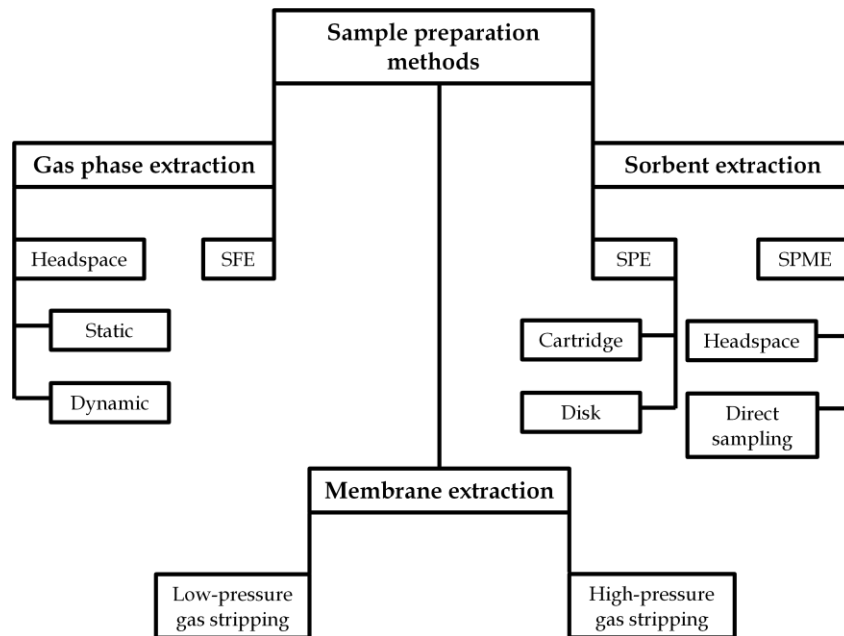 Sample preparation
methods
Gas phase extraction
Sorbent extraction
Headspace
SFE
SPE
SPME
Static
Cartridge
Headspace
Dynamic
Disk
Direct
sampling
Membrane extraction
Low-pressure
gas stripping
High-pressure
gas stripping